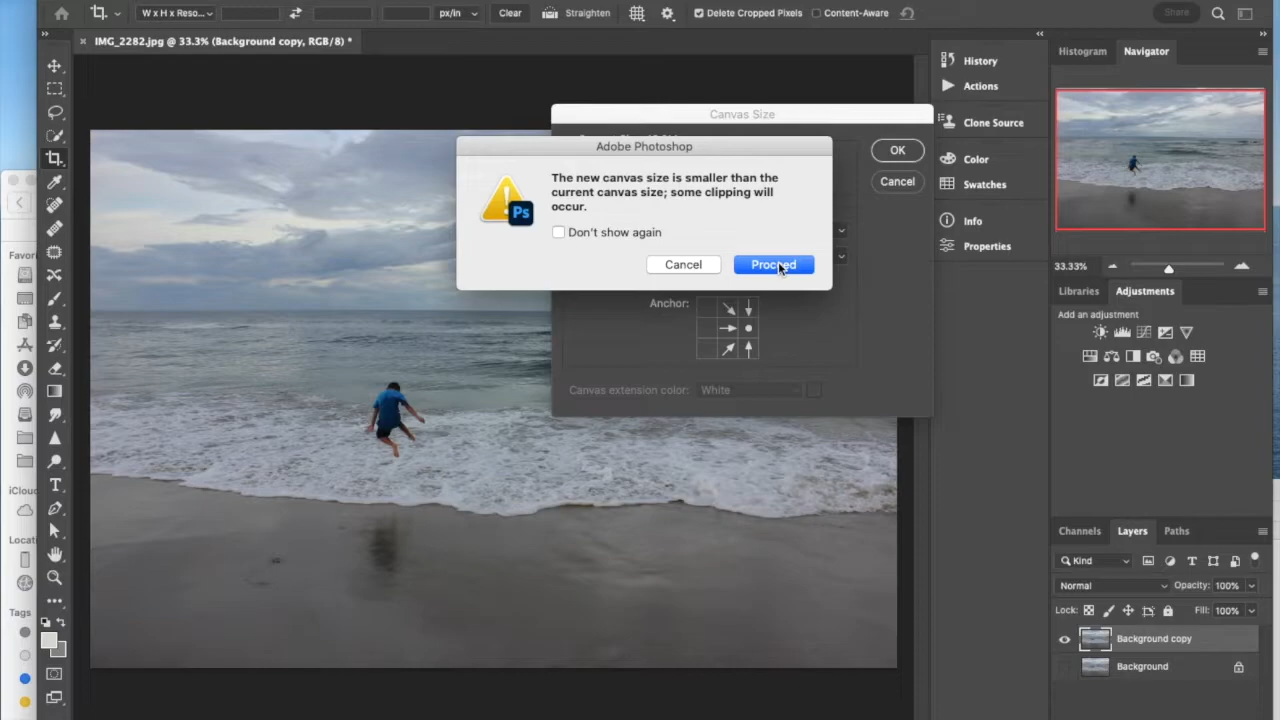 W x H x Reso...
px/in
Clear
Straighten
Delete Cropped Pixels
Content-Aware
Share
× IMG_2282.jpg @ 33.3% (Background copy, RGB/8) *
History
Actions
Clone Source
Color
Swatches
Info
Properties
Histogram
Navigator
33.33%
Libraries
Adjustments
Add an adjustment
Channels
Layers
Paths
Kind
Normal
Opacity: 100%
Lock:
Fill: 100%
Background copy
Background
Canvas Size
OK
Cancel
Anchor:
Canvas extension color: White
Adobe Photoshop
Ps
The new canvas size is smaller than the
current canvas size; some clipping will
occur.
Don't show again
Cancel
Proceed
Favori
iCloud
Locati
Tags